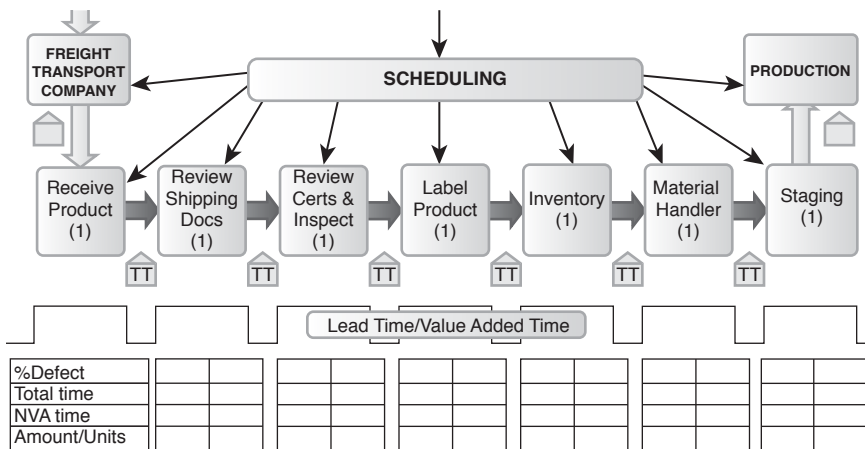 FREIGHT
TRANSPORT
COMPANY
SCHEDULING
PRODUCTION
Receive
Product
(1)
Review
Shipping
Docs
(1)
Review
Certs &
Inspect
(1)
Label
Product
(1)
Inventory
(1)
Material
Handler
(1)
Staging
(1)
TT
TT
TT
TT
TT
TT
Lead Time/Value Added Time
%Defect
Total time
NVA time
Amount/Units